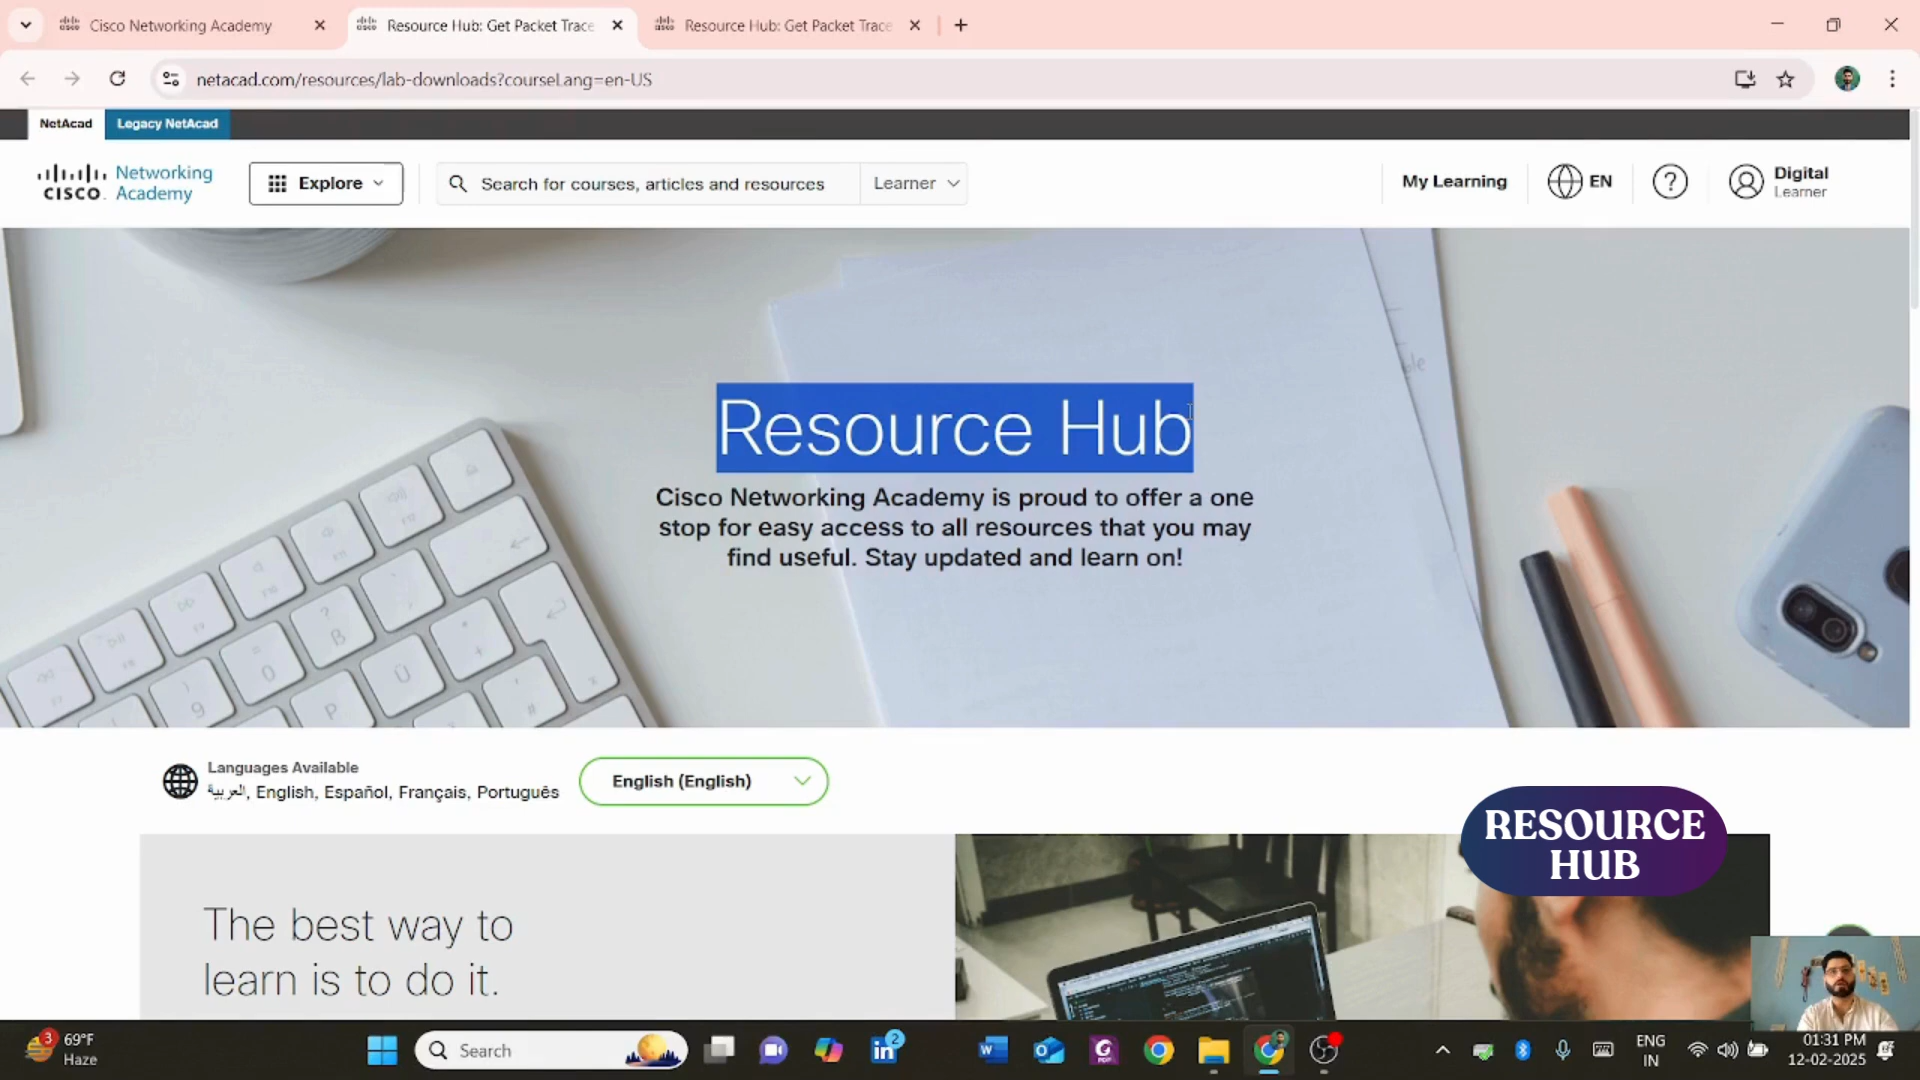 Cisco Networking Academy
Resource Hub: Get Packet Trace
Resource Hub: Get Packet Trace
netacad.com/resources/lab-downloads?courseLang=en-US
NetAcad
Legacy NetAcad
CISCO
Networking
Academy
Explore
Search for courses, articles and resources
Learner
My Learning
EN
?
Digital
Learner
Resource Hub
Cisco Networking Academy is proud to offer a one
stop for easy access to all resources that you may
find useful. Stay updated and learn on!
Languages Available
العربية, English, Español, Français, Português
English (English)
RESOURCE
HUB
The best way to
learn is to do it.
3
69°F
Haze
Search
2
ENG
IN
01:31 PM
12-02-2025